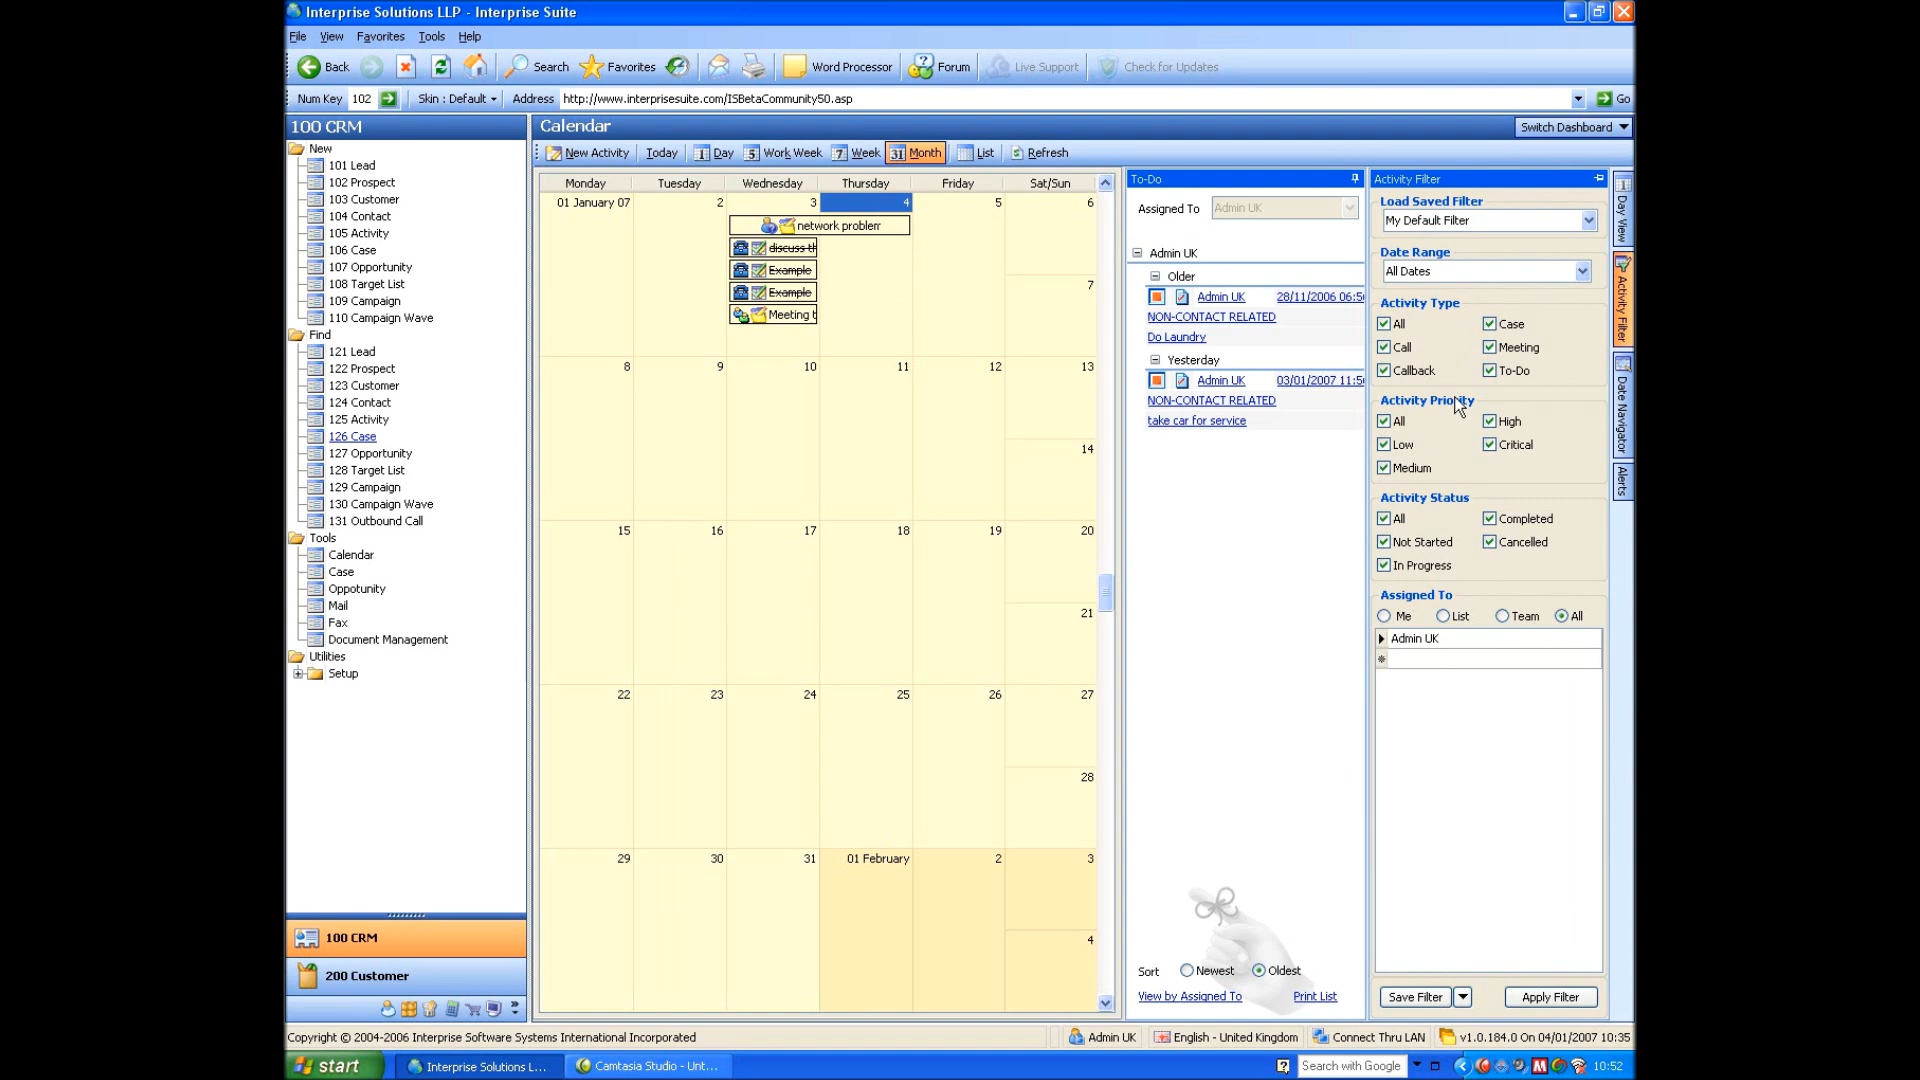 Interprise Solutions LLP - Interprise Suite
File View Favorites Tools Help
Back Search Favorites Word Processor Forum Live Support Check for Updates
Num Key 102 Skin : Default Address http://www.interprisesuite.com/ISBetaCommunity50.asp Go
100 CRM
New
101 Lead
102 Prospect
103 Customer
104 Contact
105 Activity
106 Case
107 Opportunity
108 Target List
109 Campaign
110 Campaign Wave
Find
121 Lead
122 Prospect
123 Customer
124 Contact
125 Activity
126 Case
127 Opportunity
128 Target List
129 Campaign
130 Campaign Wave
131 Outbound Call
Tools
Calendar
Case
Oppotunity
Mail
Fax
Document Management
Utilities
Setup
100 CRM
200 Customer
Calendar Switch Dashboard
New Activity Today 1 Day 5 Work Week 7 Week 31 Month List Refresh
Monday Tuesday Wednesday Thursday Friday Sat/Sun
01 January 07 2 3 4 5 6
network problem
discuss th
Example
7
Example
Meeting t
8 9 10 11 12 13
14
15 16 17 18 19 20
21
22 23 24 25 26 27
28
29 30 31 01 February 2 3
4
To-Do
Assigned To Admin UK
Admin UK
Older
Admin UK 28/11/2006 06:5
NON-CONTACT RELATED
Do Laundry
Yesterday
Admin UK 03/01/2007 11:5
NON-CONTACT RELATED
take car for service
Sort Newest Oldest
View by Assigned To Print List
Activity Filter
Load Saved Filter
My Default Filter
Date Range
All Dates
Activity Type
All Case
Call Meeting
Callback To-Do
Activity Priority
All High
Low Critical
Medium
Activity Status
All Completed
Not Started Cancelled
In Progress
Assigned To
Me List Team All
Admin UK
Save Filter Apply Filter
1 Day View
Activity Filter
Date Navigator
Alerts
Copyright © 2004-2006 Interprise Software Systems International Incorporated Admin UK English - United Kingdom Connect Thru LAN v1.0.184.0 On 04/01/2007 10:35
start Interprise Solutions L... Camtasia Studio - Unt... Search with Google 10:52